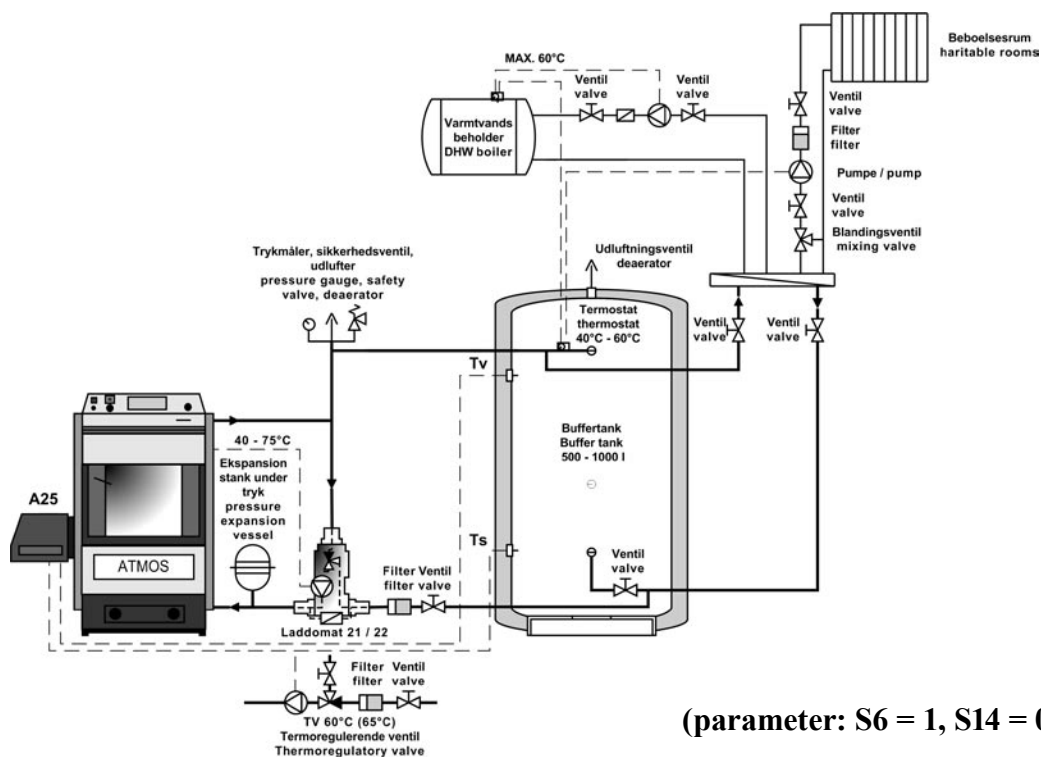 Beboelsesrum
haritable rooms
MAX. 60°C
Ventil
valve
Ventil
valve
Varmtvands
beholder
DHW boiler
Ventil
valve
Filter
filter
Pumpe / pump
Ventil
valve
Blandingsventil
mixing valve
Trykmåler, sikkerhedsventil,
udlufter
pressure gauge, safety
valve, deaerator
Udluftningsventil
deaerator
Termostat
thermostat
40°C - 60°C
Ventil
valve
Ventil
valve
Tv
40 - 75°C
Ekspansion
stank under
tryk
pressure
expansion
vessel
A25
ATMOS
Buffertank
Buffer tank
500 - 1000 l
Ts
Ventil
valve
Filter Ventil
filter valve
Laddomat 21 / 22
Filter Ventil
filter valve
TV 60°C (65°C)
Termoregulerende ventil
Thermoregulatory valve
(parameter: S6 = 1, S14 = 0